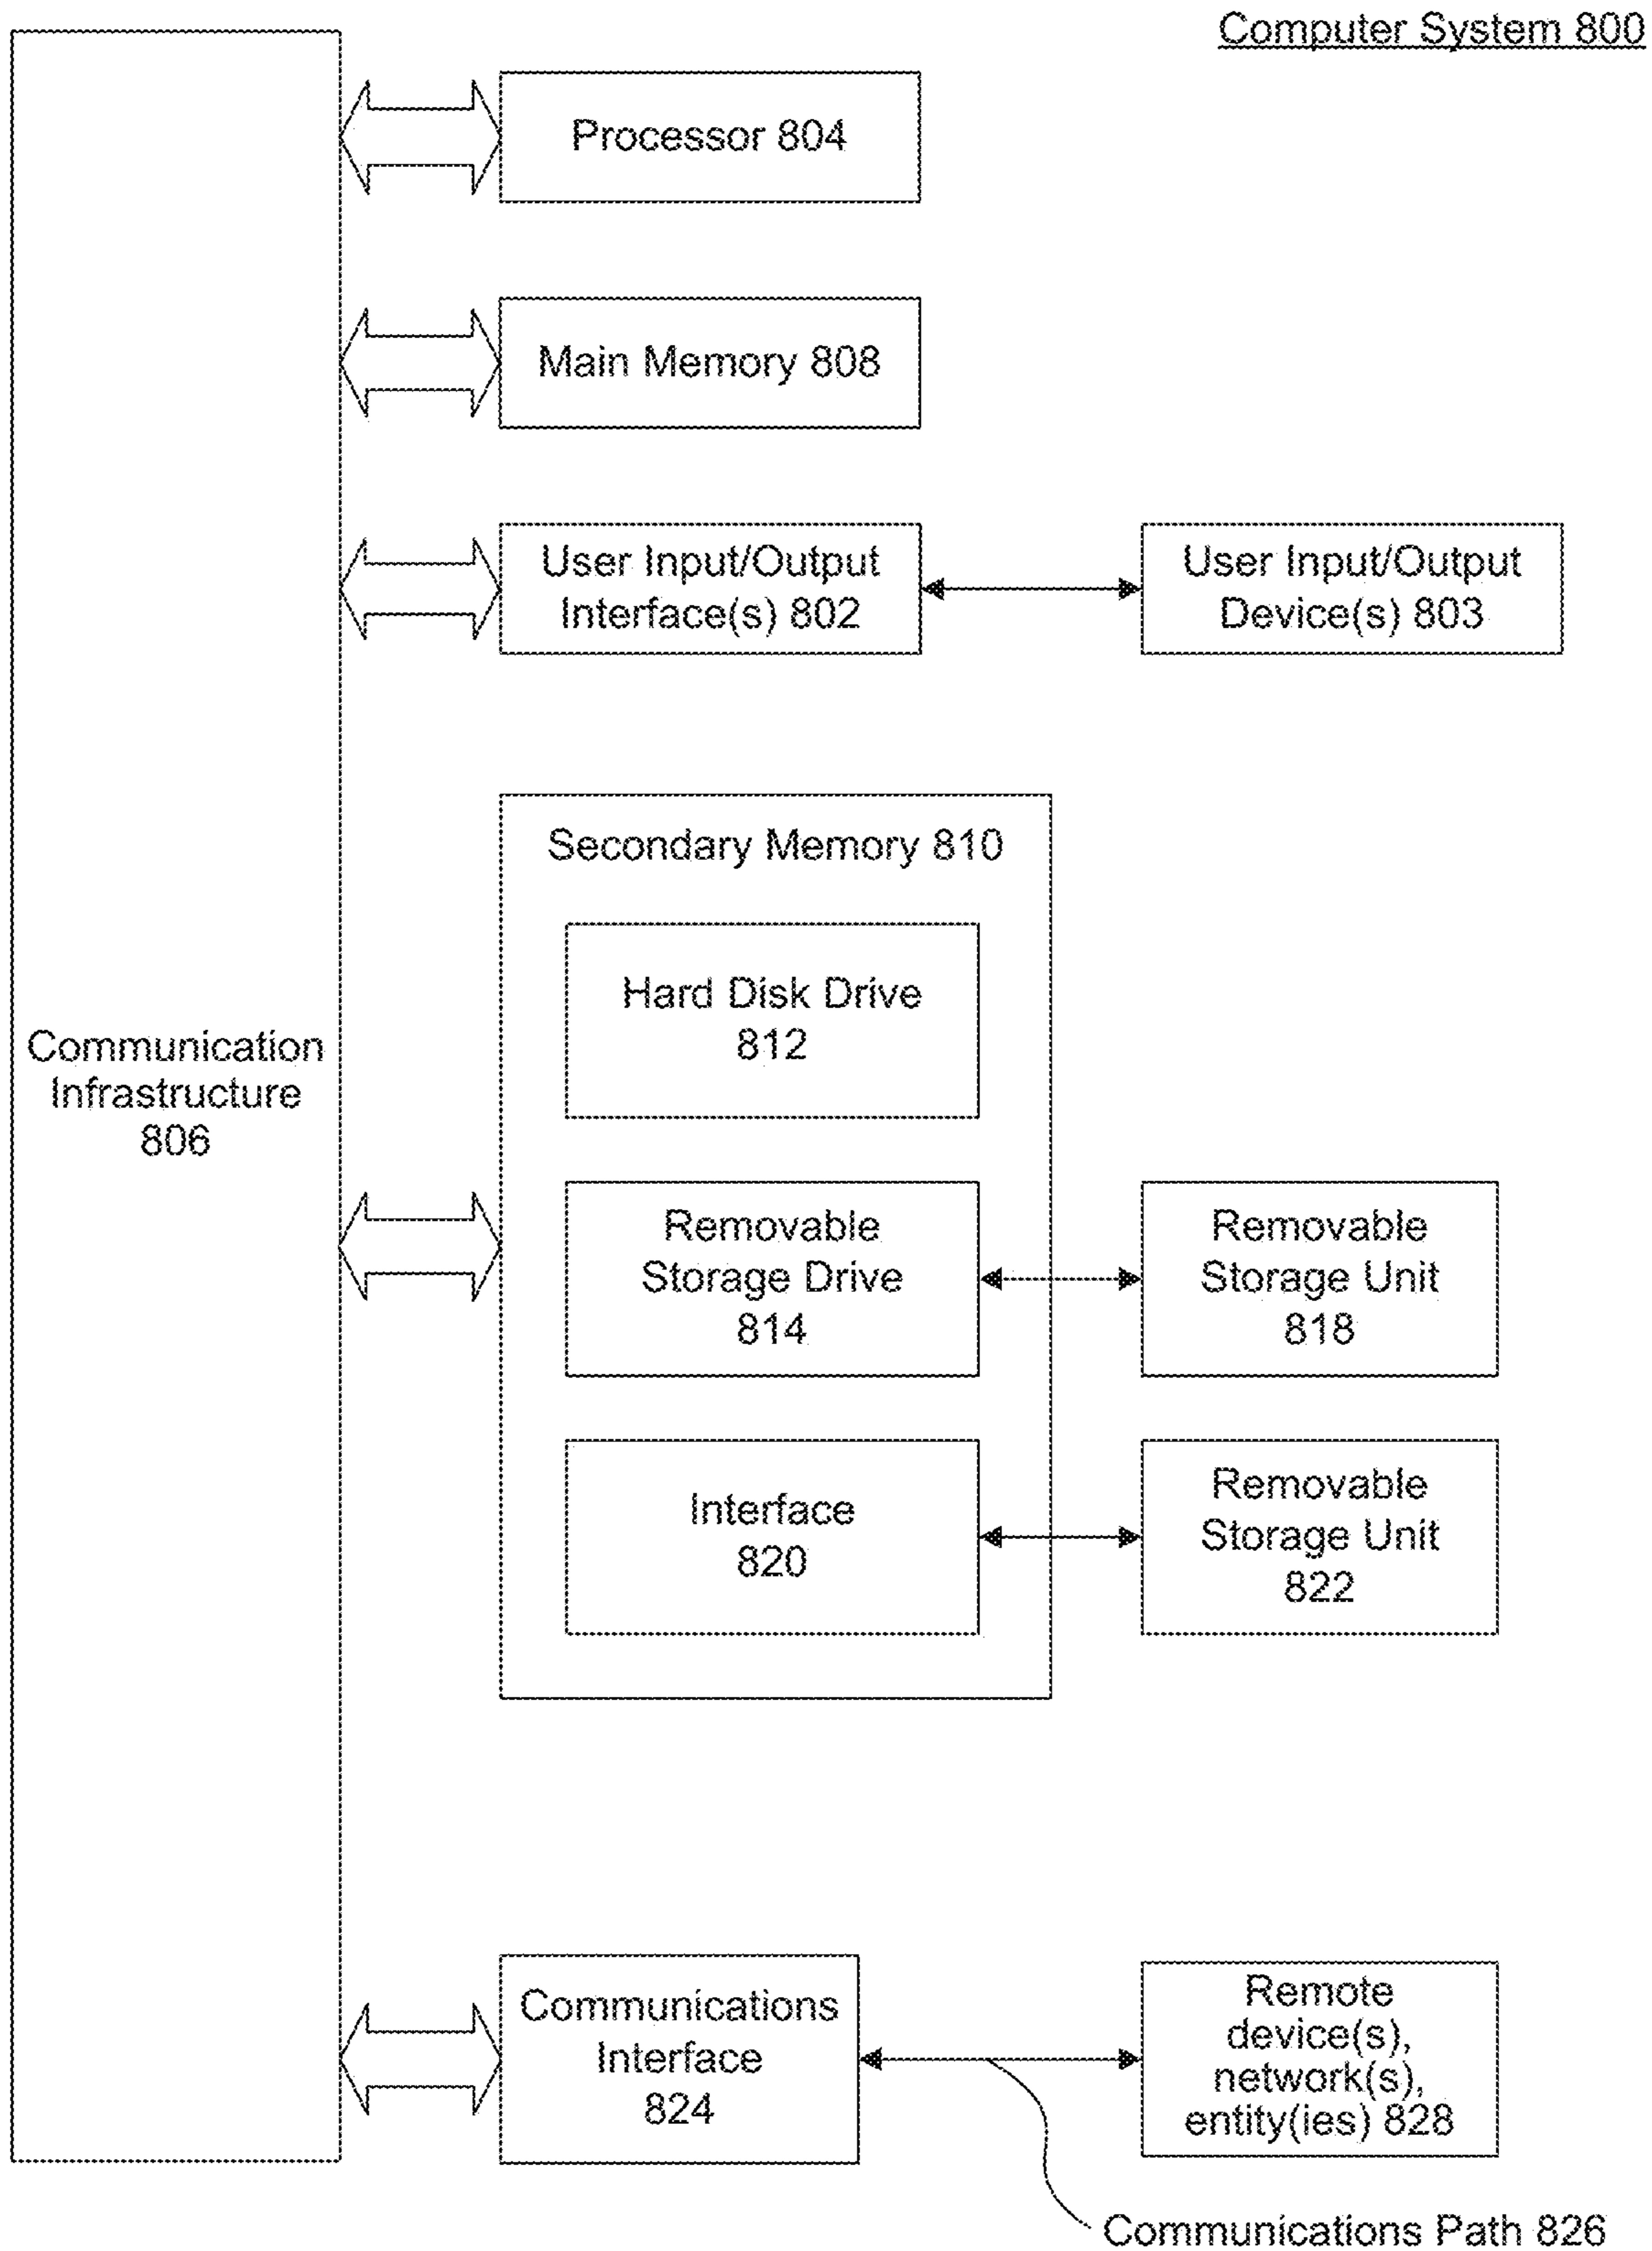 Computer System 800
Processor 804
Main Memory 808
User Input/Output
Interface(s) 802
User Input/Output
Device(s) 803
Communication
Infrastructure
806
Secondary Memory 810
Hard Disk Drive
812
Removable
Storage Drive
814
Removable
Storage Unit
818
Interface
820
Removable
Storage Unit
822
Communications
Interface
824
Remote
device(s),
network(s),
entity(ies) 828
Communications Path 826